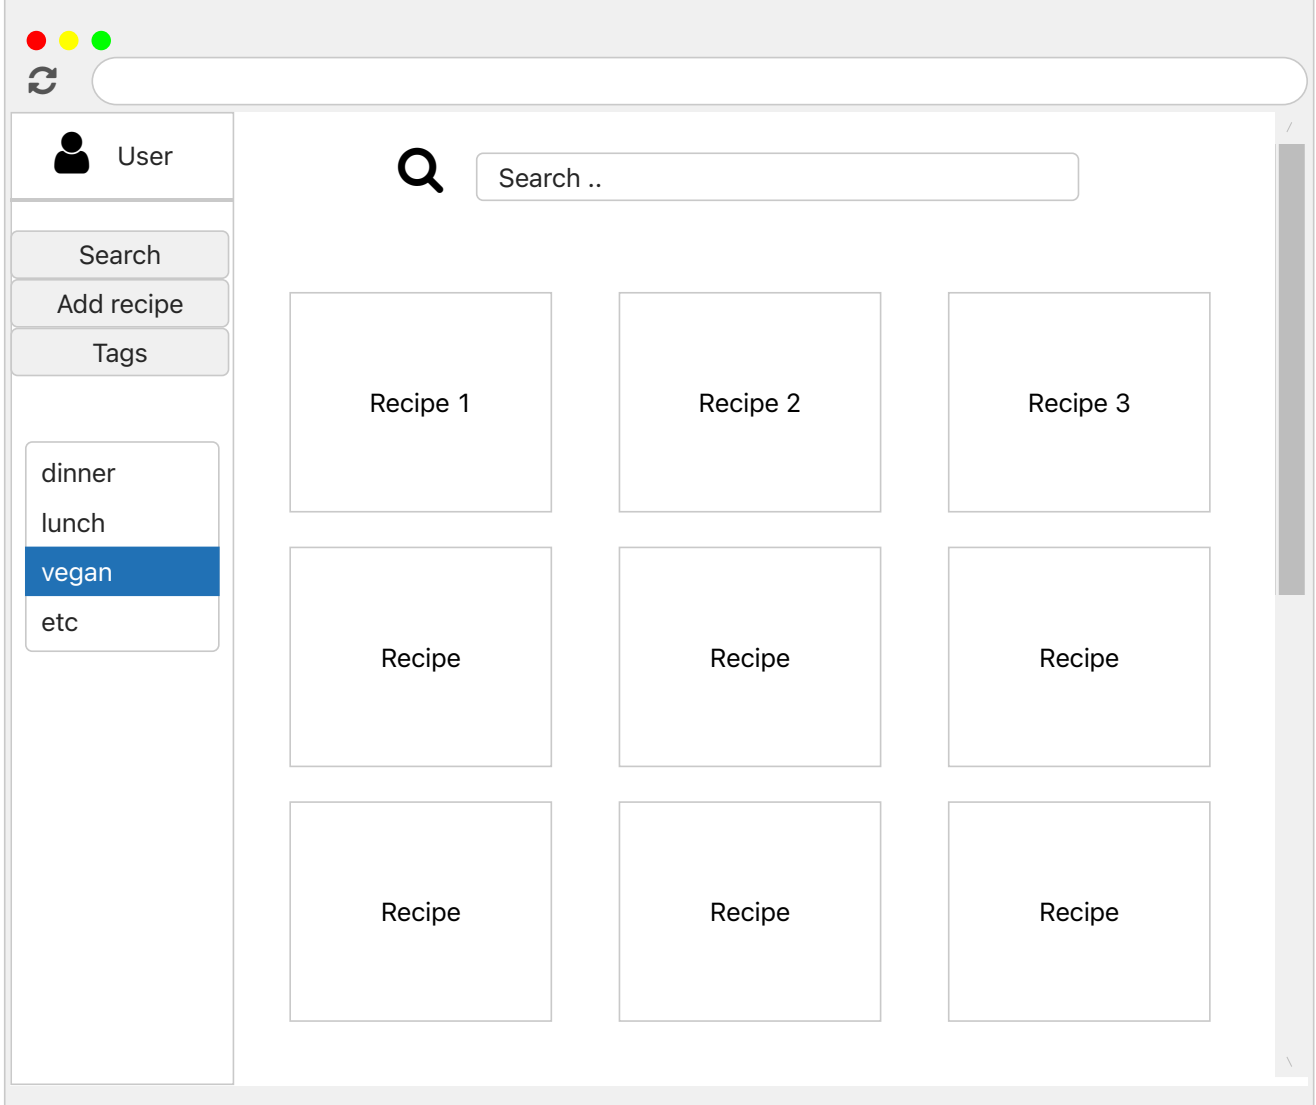 User
Search ..
Search
Add recipe
Tags
dinner
lunch
vegan
etc
Recipe 1
Recipe 2
Recipe 3
Recipe
Recipe
Recipe
Recipe
Recipe
Recipe